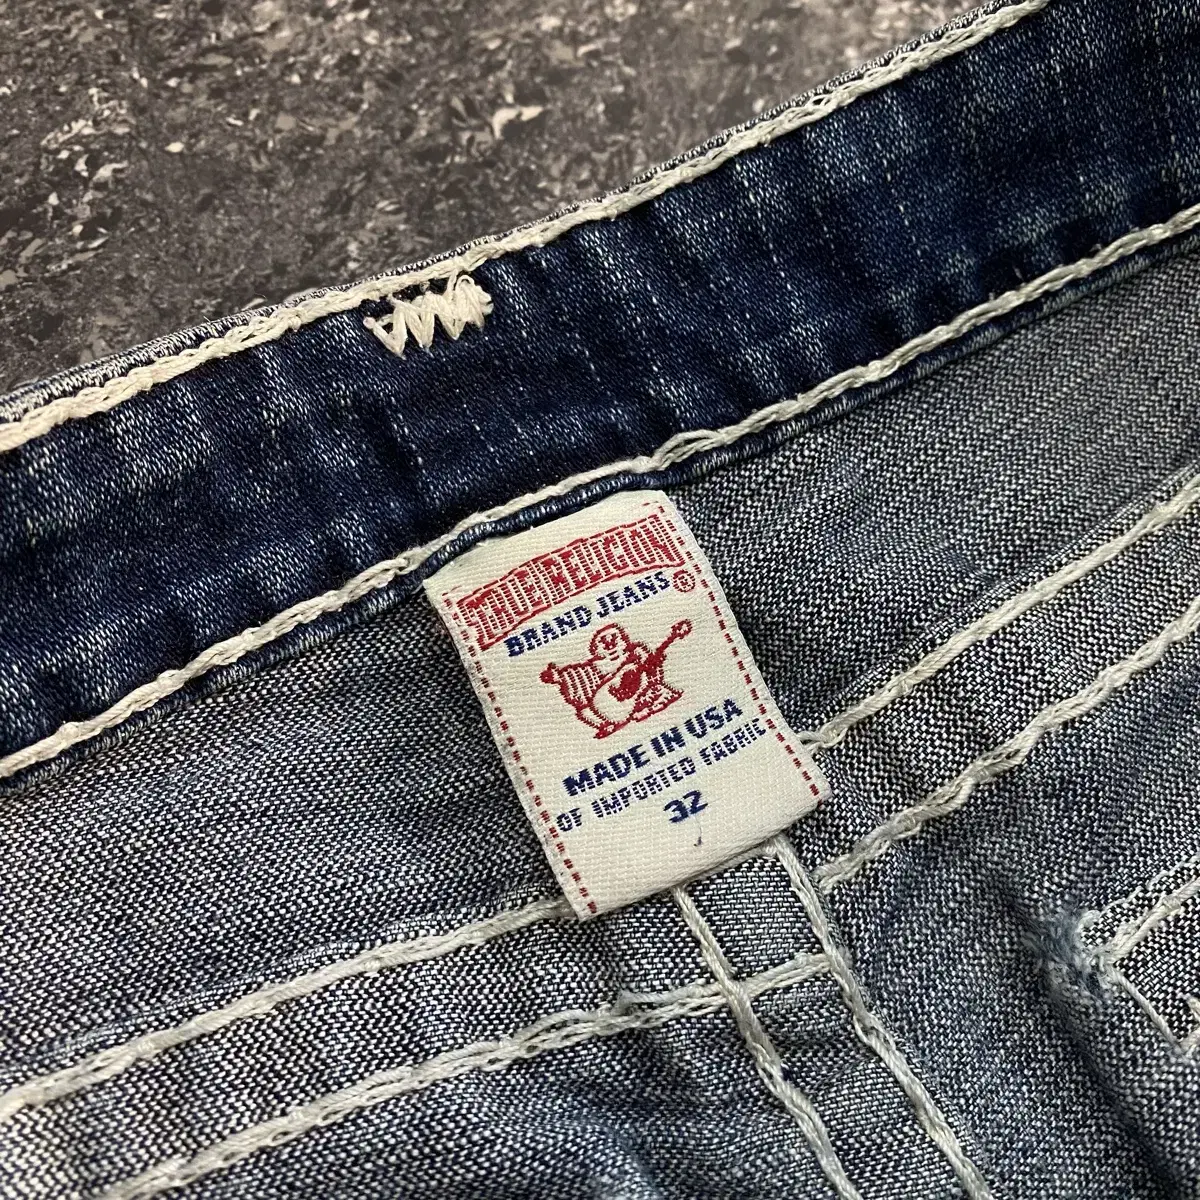 TRUE RELIGION
BRAND JEANS ®
MADE IN USA
OF IMPORTED FABRIC
32